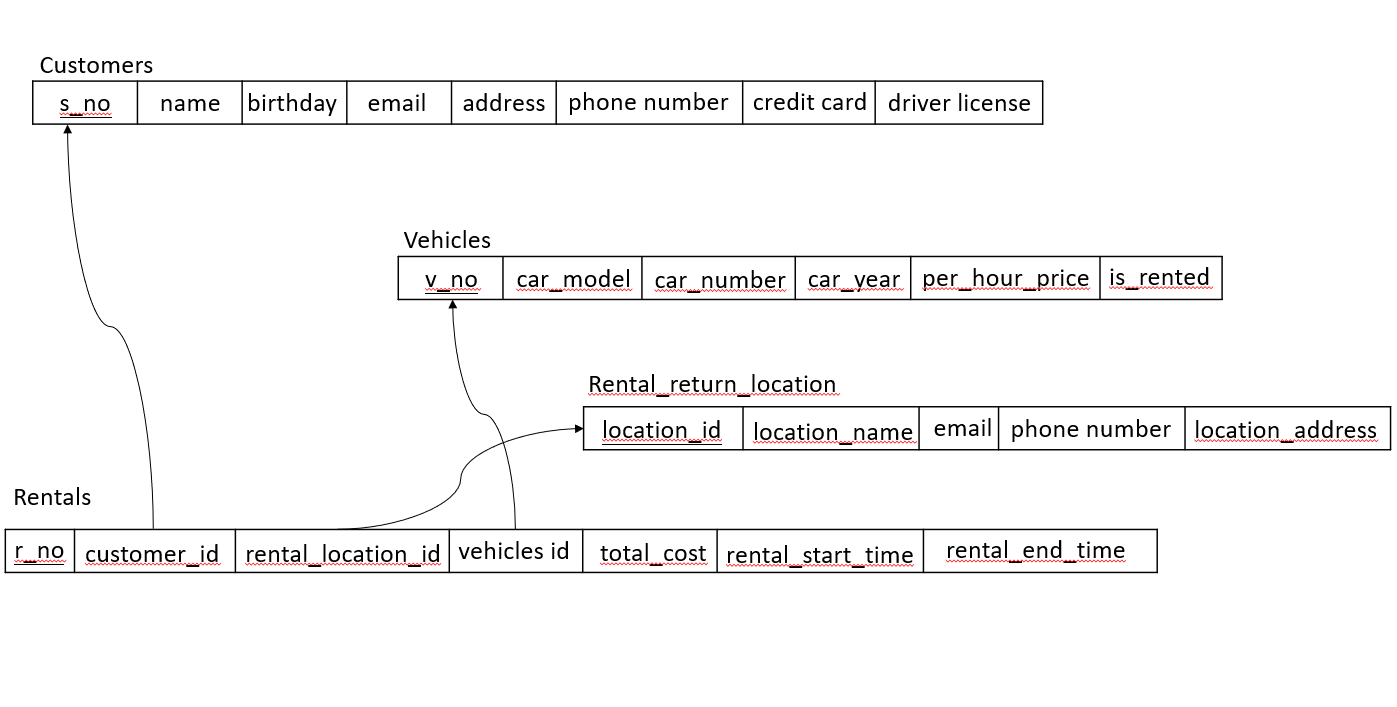 Customers
s_no name birthday email address phone number credit card driver license
Vehicles
v_no car_model car_number car_year per_hour_price is_rented
Rental_return_location
location_id location_name email phone number location_address
Rentals
r_no customer_id rental_location_id vehicles id total_cost rental_start_time rental_end_time